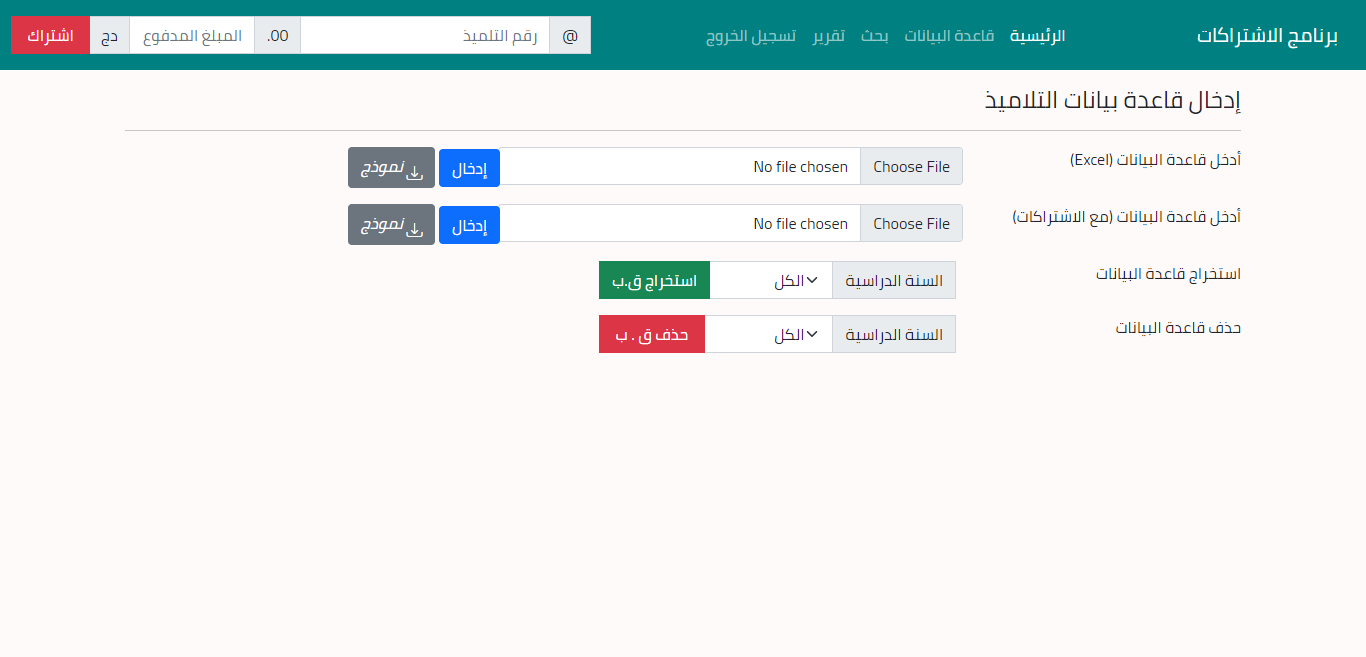 برنامج الاشتراكات
الرئيسية قاعدة البيانات بحث تقرير تسجيل الخروج
@ رقم التلميذ .00 المبلغ المدفوع دج اشتراك
إدخال قاعدة بيانات التلاميذ
أدخل قاعدة البيانات (Excel) Choose File No file chosen إدخال نموذج
أدخل قاعدة البيانات (مع الاشتراكات) Choose File No file chosen إدخال نموذج
استخراج قاعدة البيانات السنة الدراسية الكل استخراج ق.ب
حذف قاعدة البيانات السنة الدراسية الكل حذف ق . ب